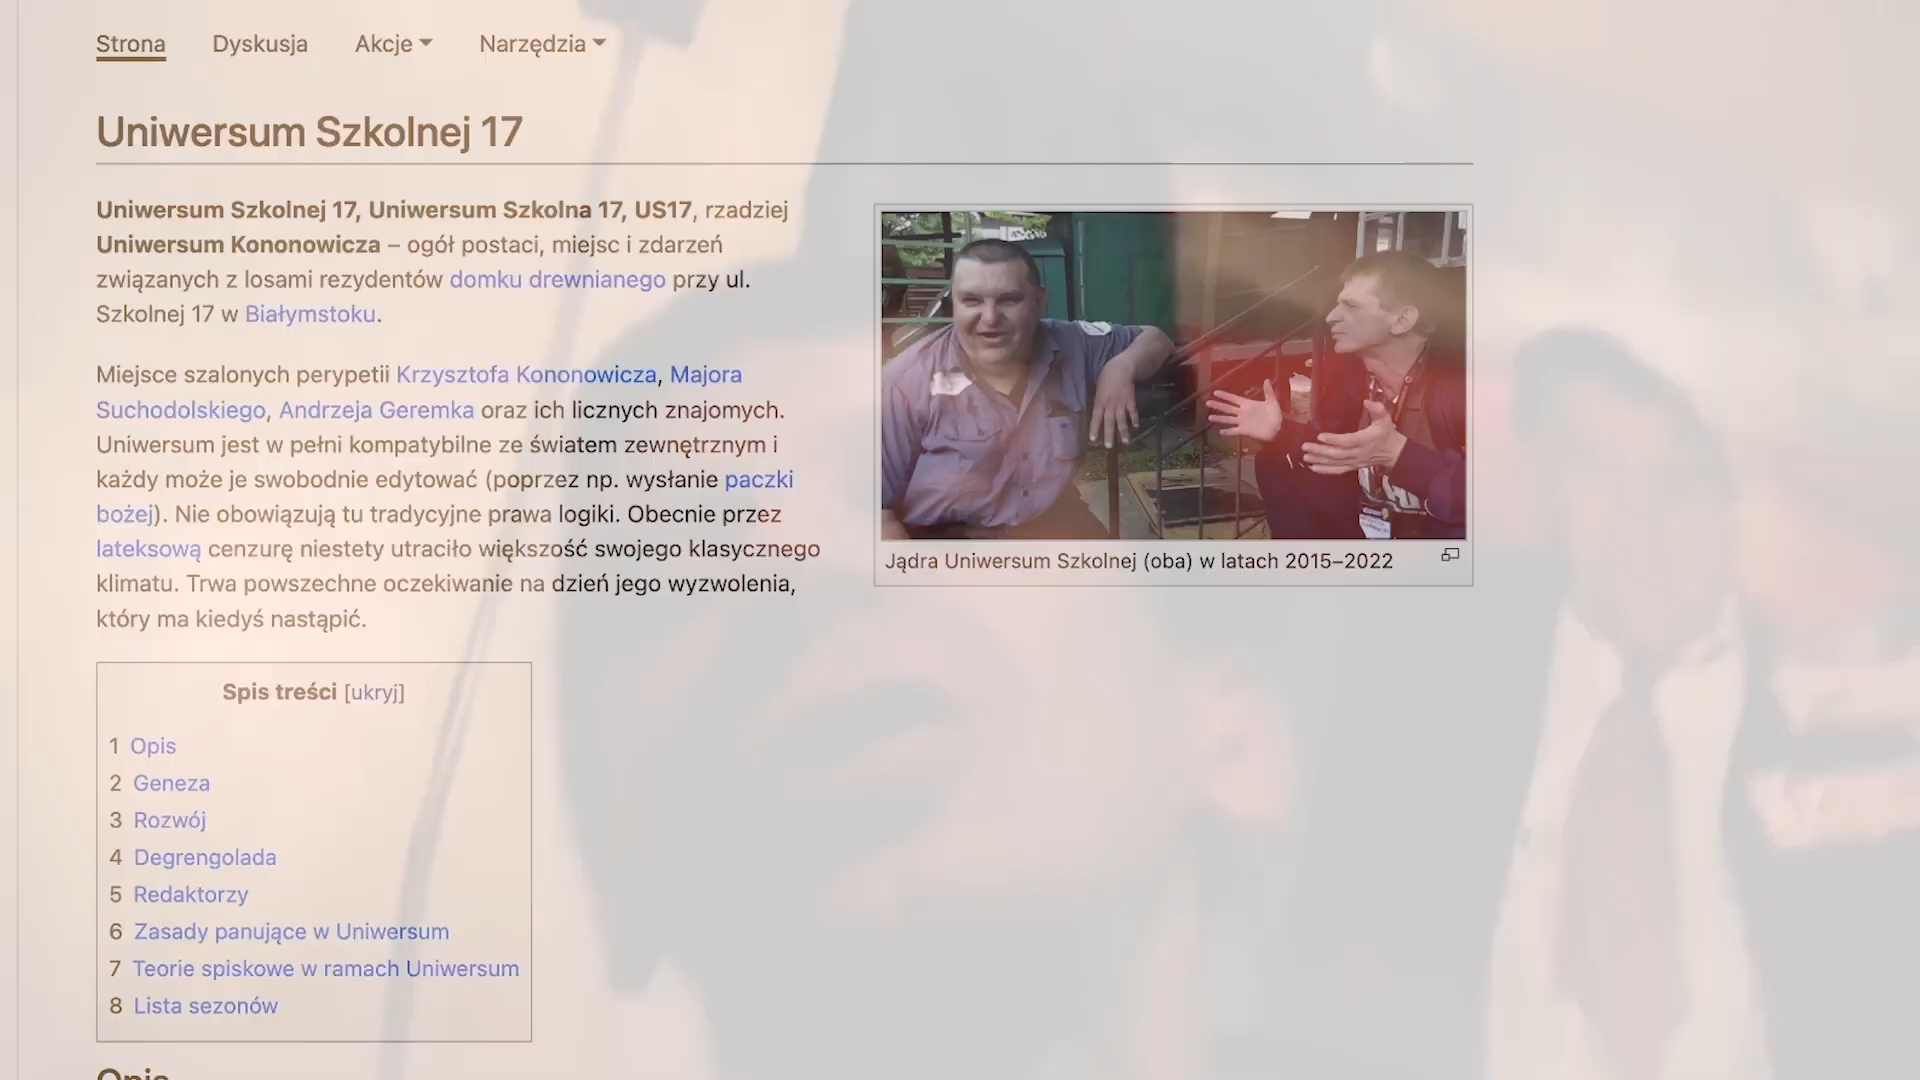 Strona Dyskusja Akcje Narzędzia
Uniwersum Szkolnej 17
Uniwersum Szkolnej 17, Uniwersum Szkolna 17, US17, rzadziej
Uniwersum Kononowicza – ogół postaci, miejsc i zdarzeń
związanych z losami rezydentów domku drewnianego przy ul.
Szkolnej 17 w Białymstoku.
Miejsce szalonych perypetii Krzysztofa Kononowicza, Majora
Suchodolskiego, Andrzeja Geremka oraz ich licznych znajomych.
Uniwersum jest w pełni kompatybilne ze światem zewnętrznym i
każdy może je swobodnie edytować (poprzez np. wysłanie paczki
bożej). Nie obowiązują tu tradycyjne prawa logiki. Obecnie przez
lateksową cenzurę niestety utraciło większość swojego klasycznego
klimatu. Trwa powszechne oczekiwanie na dzień jego wyzwolenia,
który ma kiedyś nastąpić.
Jądra Uniwersum Szkolnej (oba) w latach 2015–2022
Spis treści [ukryj]
1 Opis
2 Geneza
3 Rozwój
4 Degrengolada
5 Redaktorzy
6 Zasady panujące w Uniwersum
7 Teorie spiskowe w ramach Uniwersum
8 Lista sezonów
Opis